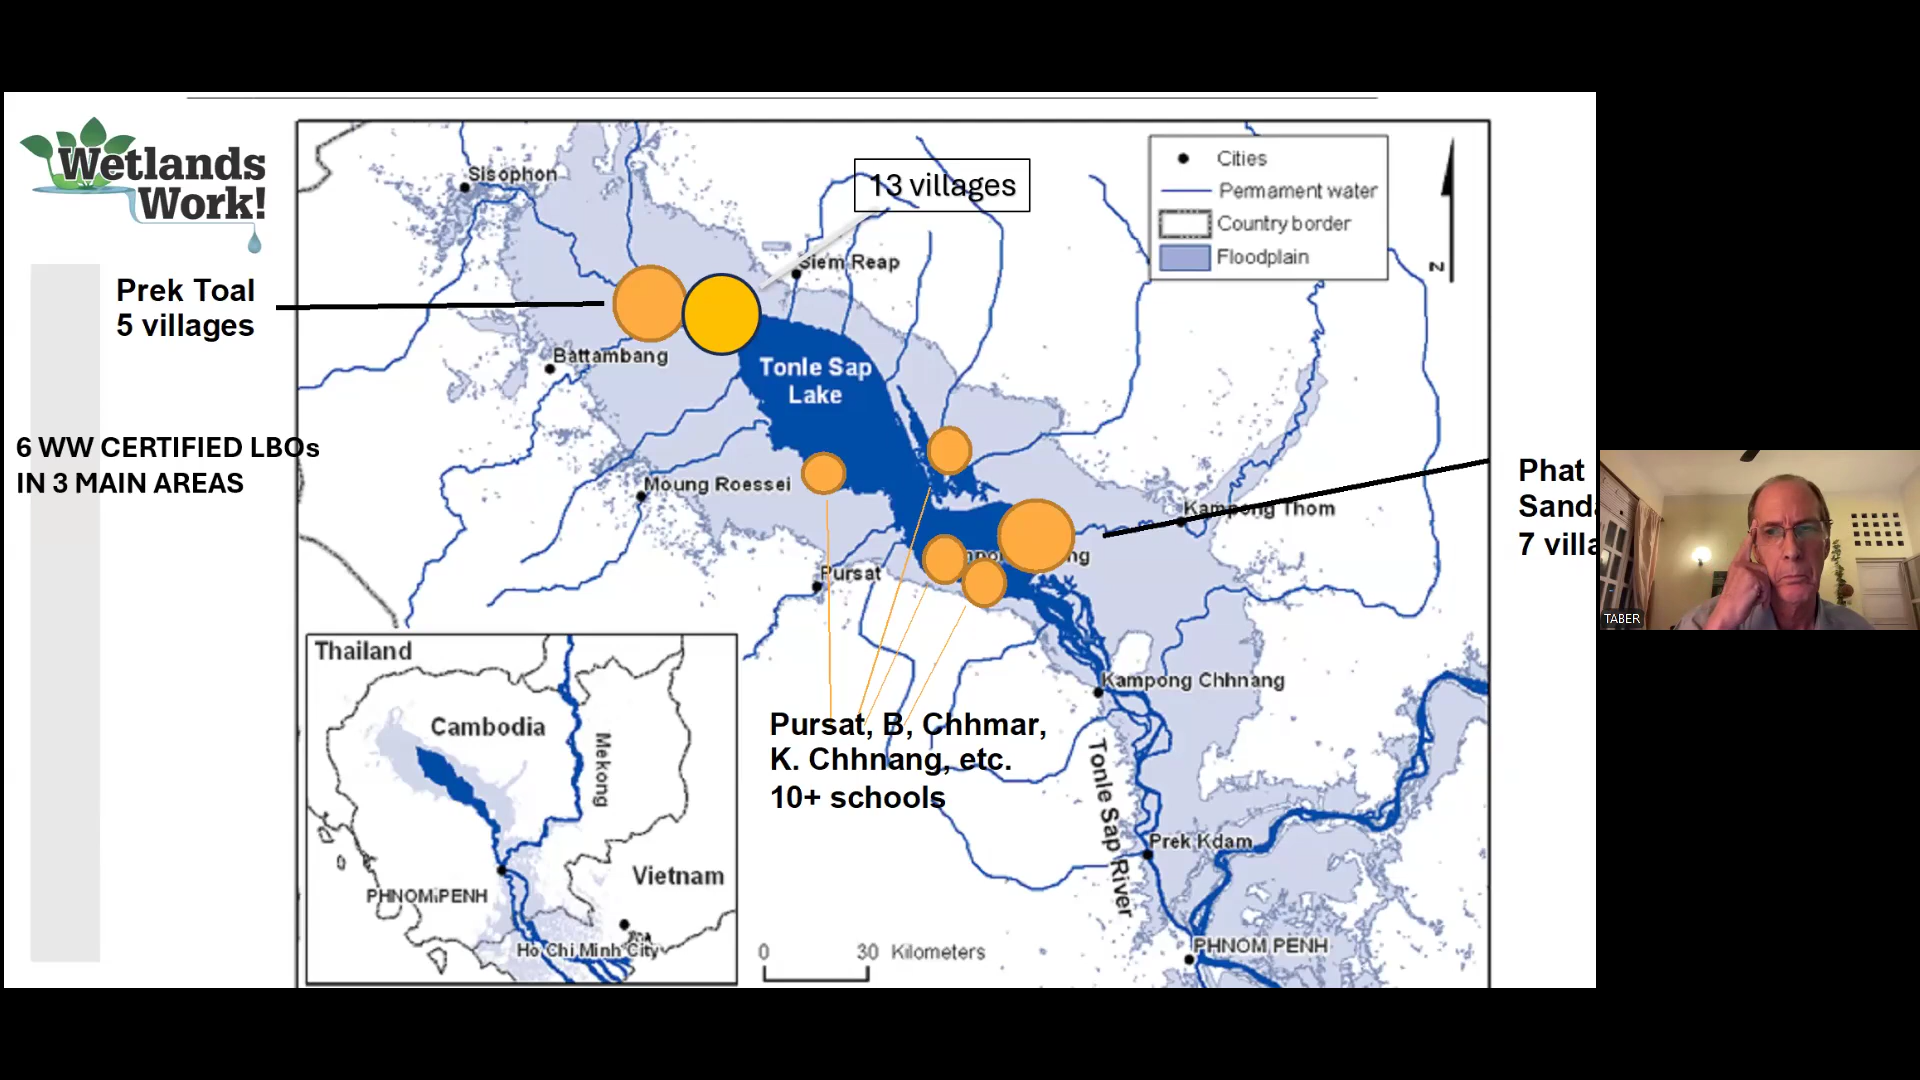 Wetlands
Work!
Prek Toal
5 villages
6 WW CERTIFIED LBOs
IN 3 MAIN AREAS
13 villages
Cities
Permament water
Country border
Floodplain
N
Sisophon
Siem Reap
Battambang
Tonle Sap
Lake
Moung Roessei
Kampong Thom
Pursat
Kampong Chhnang
Tonle Sap River
Prek Kdam
PHNOM PENH
0 30 Kilometers
Phat
7
Pursat, B, Chhmar,
K. Chhnang, etc.
10+ schools
Thailand
Cambodia
Mekong
Vietnam
PHNOM PENH
Ho Chi Minh City
TABER